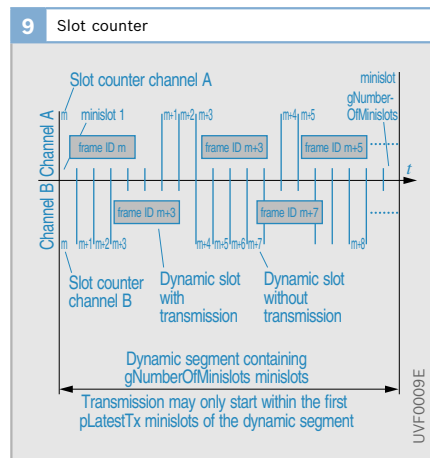 9 Slot counter
Slot counter channel A
minislot
gNumber-
OfMinislots
m
minislot 1
m+1
m+2
m+3
m+4
m+5
Channel A
frame ID m
frame ID m+3
frame ID m+5
t
Channel B
frame ID m+3
frame ID m+7
m
m+1
m+2
m+3
m+4
m+5
m+6
m+7
m+8
Slot counter
channel B
Dynamic slot
with
transmission
Dynamic slot
without
transmission
Dynamic segment containing
gNumberOfMinislots minislots
Transmission may only start within the first
pLatestTx minislots of the dynamic segment
UVF0009E